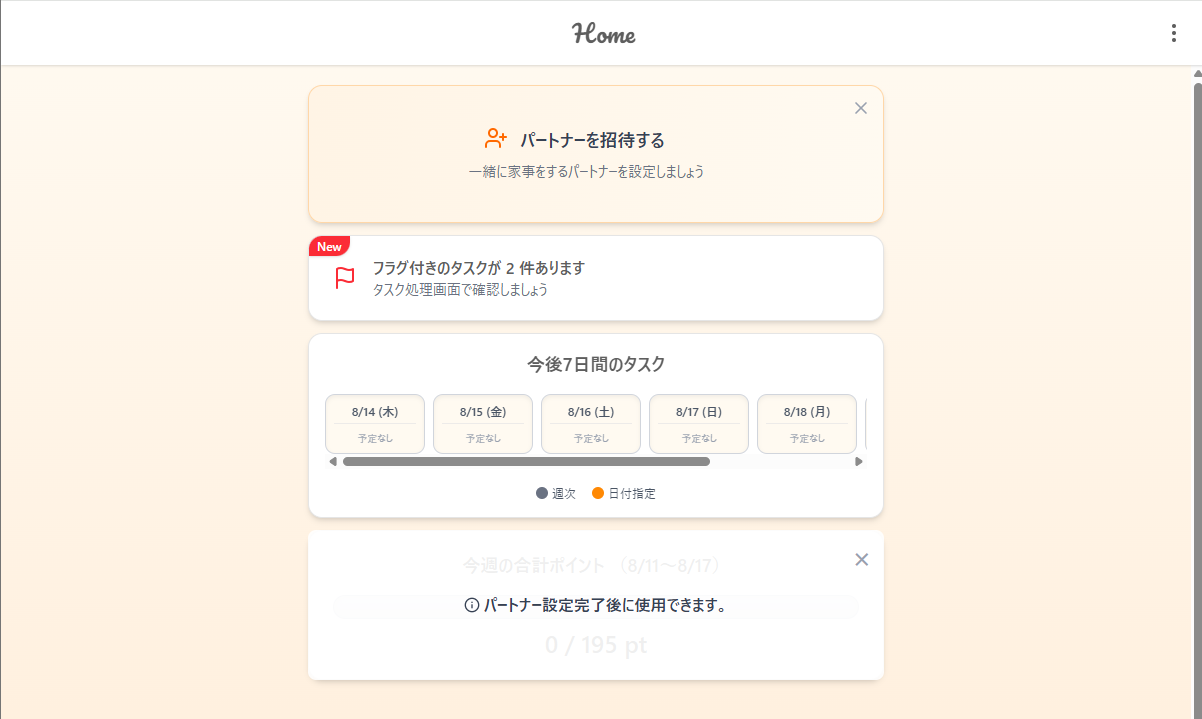 Home
パートナーを招待する
一緒に家事をするパートナーを設定しましょう
New
フラグ付きのタスクが 2 件あります
タスク処理画面で確認しましょう
今後7日間のタスク
8/14 (木) 8/15 (金) 8/16 (土) 8/17 (日) 8/18 (月)
予定なし 予定なし 予定なし 予定なし 予定なし
週次 日付指定
今週の合計ポイント (8/11～8/17)
パートナー設定完了後に使用できます。
0 / 195 pt